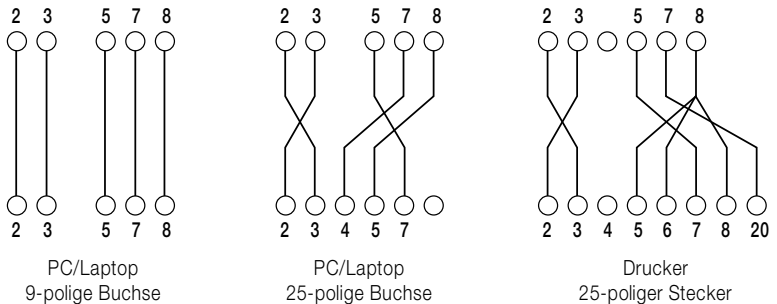 2 3 5 7 8
2 3 5 7 8
PC/Laptop
9-polige Buchse
2 3 5 7 8
2 3 4 5 7
PC/Laptop
25-polige Buchse
2 3 5 7 8
2 3 4 5 6 7 8 20
Drucker
25-poliger Stecker